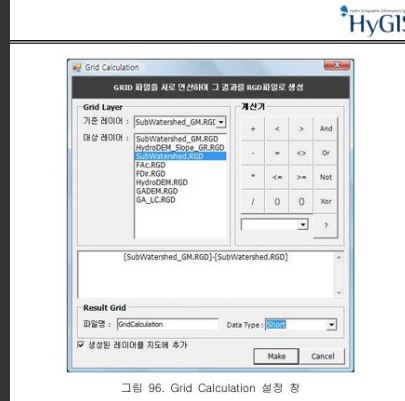 HyGIS
Grid Calculation
GRID 파일을 서로 연산하여 그 결과를 RGD파일로 생성
Grid Layer
기준 레이어 : SubWatershed_GM.RGD
대상 레이어 : SubWatershed_GM.RGD
HydroDEM_Slope_GR.RGD
SubWatershed.RGD
FAc.RGD
FDir.RGD
HydroDEM.RGD
GADEM.RGD
GA_LC.RGD
계산기
+ < > And
- = <> Or
* <= >= Not
/ () -() Xor
?
[SubWatershed_GM.RGD]-[SubWatershed.RGD]
Result Grid
파일명 : GridCalculation Data Type : Short
생성된 레이어를 지도에 추가
Make Cancel
그림 96. Grid Calculation 설정 창